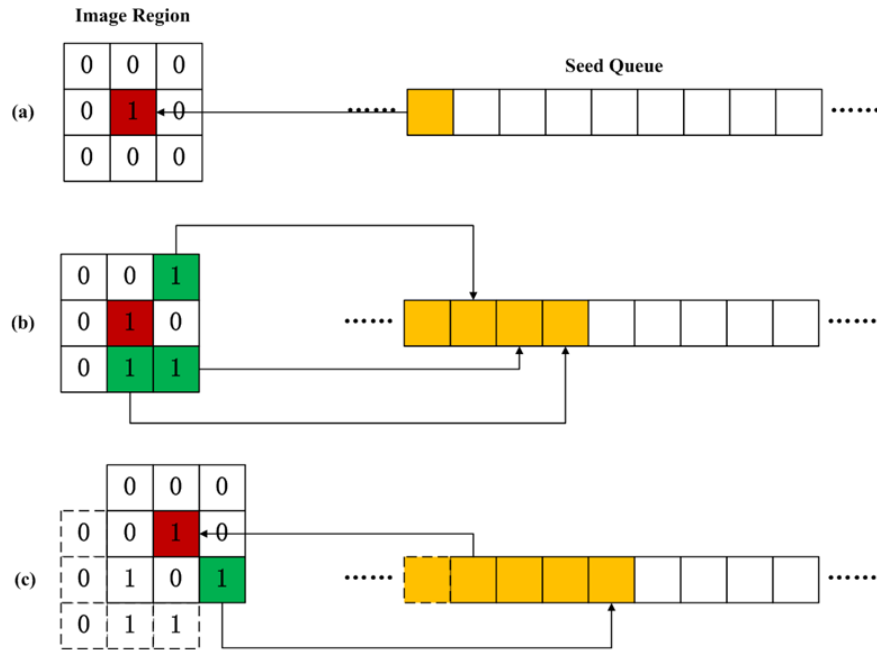 Image Region
0 0 0
Seed Queue
(a) 0 1 0 ...... ......
0 0 0
0 0 1
(b) 0 1 0 ...... ......
0 1 1
0 0 0
0 0 1 0
(c) 0 1 0 1 ...... ......
0 1 1